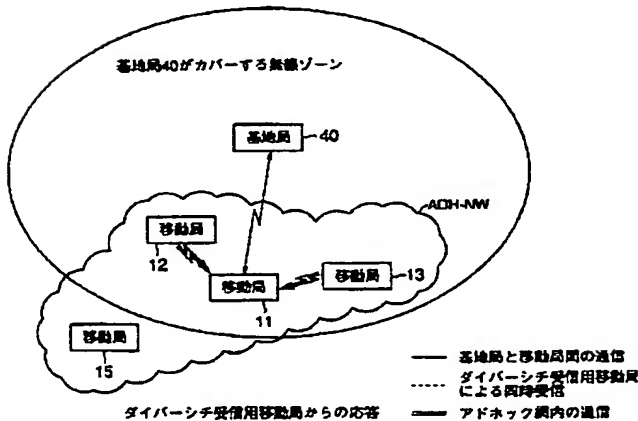 基地局40がカバーする無線ゾーン
基地局
40
ADH-NW
移動局
12
移動局
13
移動局
11
移動局
15
基地局と移動局間の通信
ダイバーシチ受信用移動局
による同時受信
アドホック網内の通信
ダイバーシチ受信用移動局からの応答